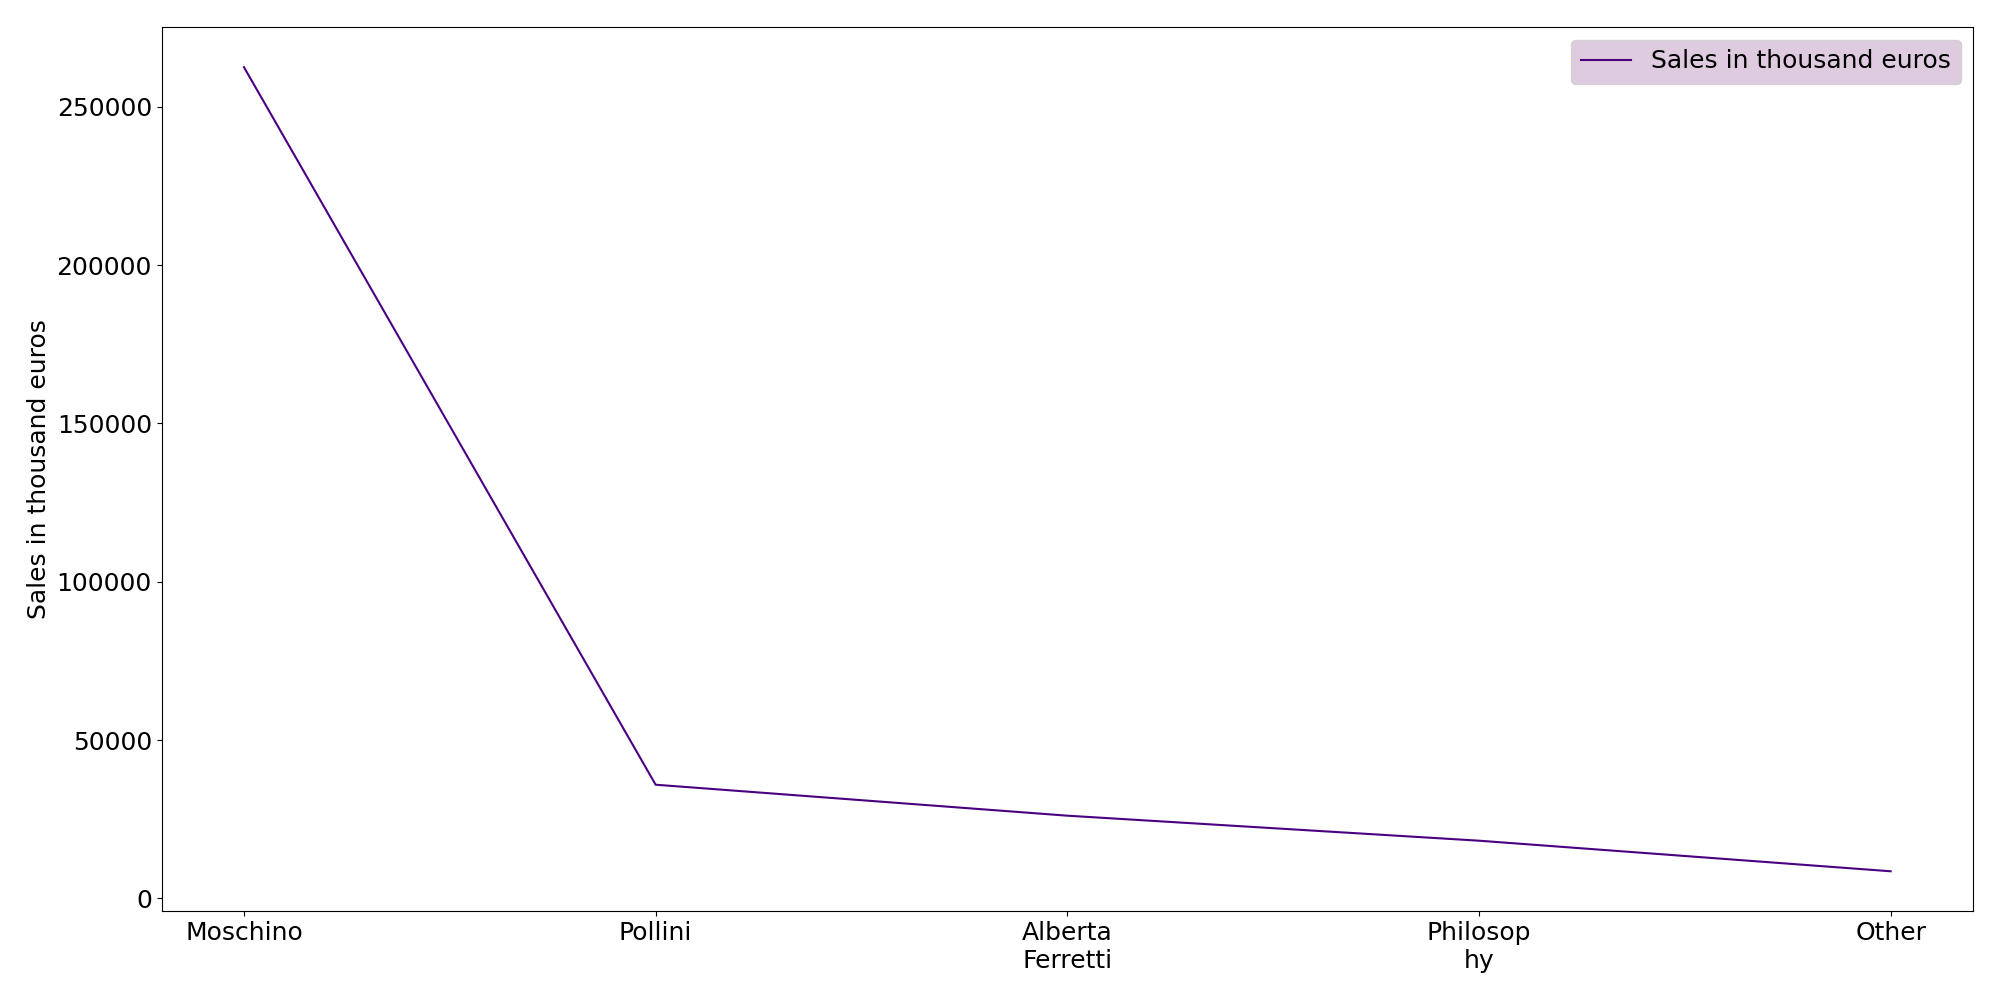 Sales in thousand euros
Sales in thousand euros
250000
200000
150000
100000
50000
0
Moschino
Pollini
Alberta
Ferretti
Philosop
hy
Other